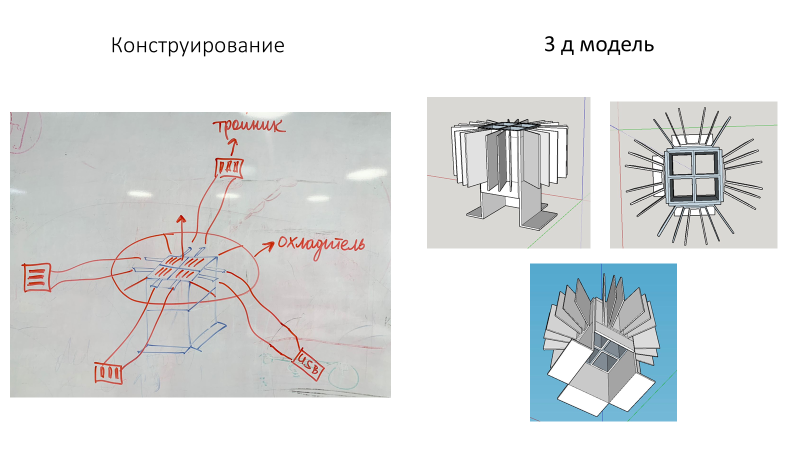 Конструирование
3 д модель
тройник
охладитель
USB